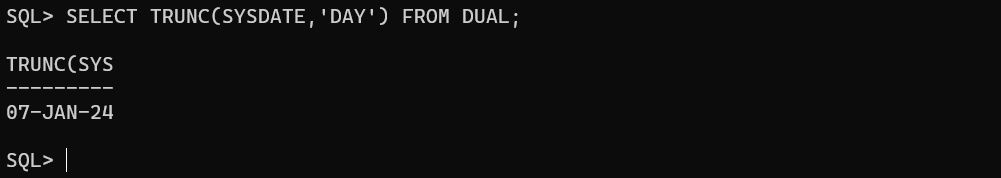 SQL> SELECT TRUNC(SYSDATE,'DAY') FROM DUAL;
TRUNC(SYS
---------
07-JAN-24
SQL>